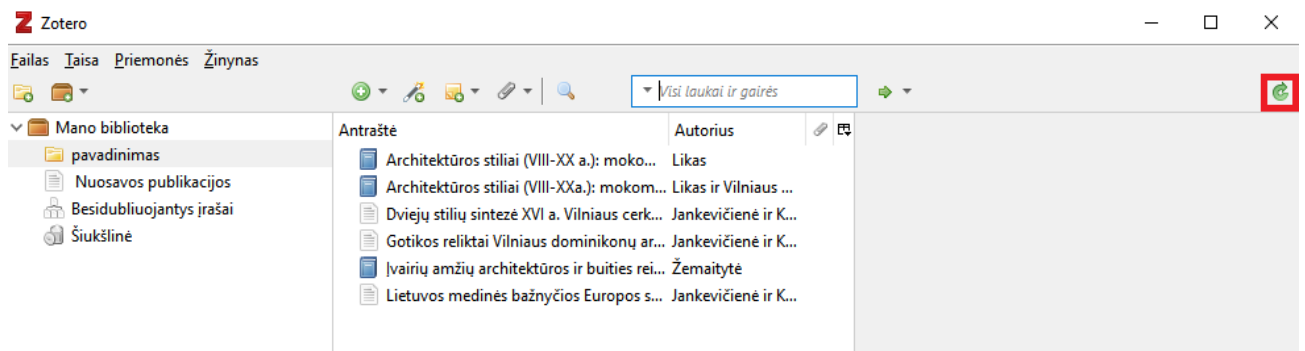 Zotero
Failas Taisa Priemonės Žinynas
Visi laukai ir gairės
Mano biblioteka
pavadinimas
Nuosavos publikacijos
Besidubliuojantys įrašai
Šiukšlinė
Antraštė Autorius
Architektūros stiliai (VIII-XX a.): moko... Likas
Architektūros stiliai (VIII-XXa.): mokom... Likas ir Vilniaus ...
Dviejų stilių sintezė XVI a. Vilniaus cerk... Jankevičienė ir K...
Gotikos reliktai Vilniaus dominikonų ar... Jankevičienė ir K...
Įvairių amžių architektūros ir buities rei... Žemaitytė
Lietuvos medinės bažnyčios Europos s... Jankevičienė ir K...